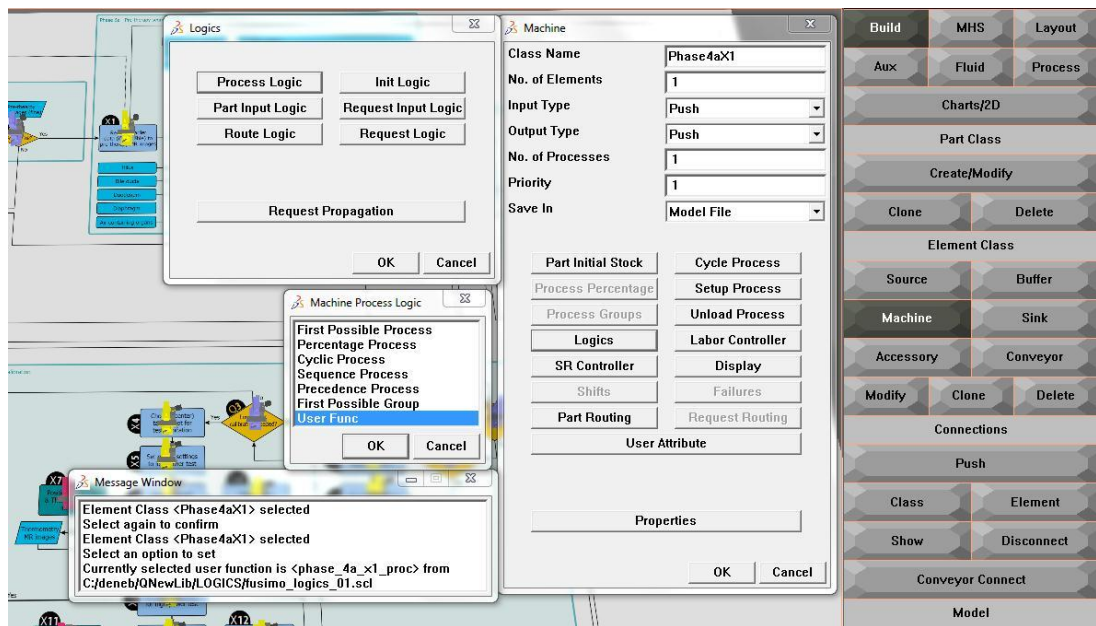 Logics
Process Logic
Init Logic
Part Input Logic
Request Input Logic
Route Logic
Request Logic
Request Propagation
OK
Cancel
Machine
Class Name
Phase4aX1
No. of Elements
1
Input Type
Push
Output Type
Push
No. of Processes
1
Priority
1
Save In
Model File
Part Initial Stock
Cycle Process
Process Percentage
Setup Process
Process Groups
Unload Process
Logics
Labor Controller
SR Controller
Display
Shifts
Failures
Part Routing
Request Routing
User Attribute
Properties
OK
Cancel
Machine Process Logic
First Possible Process
Percentage Process
Cyclic Process
Sequence Process
Precedence Process
First Possible Group
User Func
OK
Cancel
Message Window
Element Class <Phase4aX1> selected
Select again to confirm
Element Class <Phase4aX1> selected
Select an option to set
Currently selected user function is <phase_4a_x1_proc> from
C:/deneb/QNewLib/LOGICS/fusimo_logics_01.scl
Build
MHS
Layout
Aux
Fluid
Process
Charts/2D
Part Class
Create/Modify
Clone
Delete
Element Class
Source
Buffer
Machine
Sink
Accessory
Conveyor
Modify
Clone
Delete
Connections
Push
Class
Element
Show
Disconnect
Conveyor Connect
Model
X1
Yes
Yes
Q3
X5
X7
MR images
X11
X12